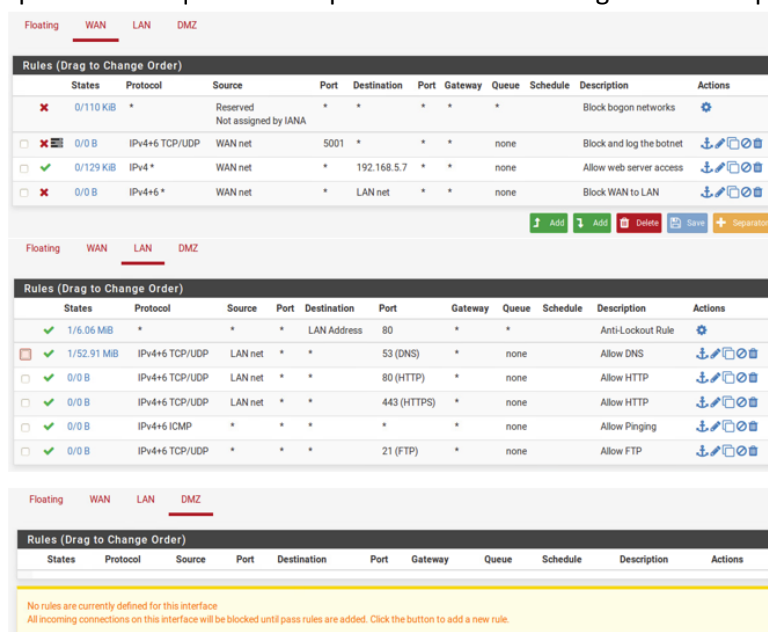 Floating WAN LAN DMZ
Rules (Drag to Change Order)
States Protocol Source Port Destination Port Gateway Queue Schedule Description Actions
0/110 KiB * Reserved Not assigned by IANA * * * * * Block bogon networks
0/0 B IPv4+6 TCP/UDP WAN net 5001 * * * none Block and log the botnet
0/129 KiB IPv4 * WAN net * 192.168.5.7 * * none Allow web server access
0/0 B IPv4+6 * WAN net * LAN net * * none Block WAN to LAN
Add Add Delete Save Separator
Floating WAN LAN DMZ
Rules (Drag to Change Order)
States Protocol Source Port Destination Port Gateway Queue Schedule Description Actions
1/6.06 MiB * * * LAN Address 80 * * Anti-Lockout Rule
1/52.91 MiB IPv4+6 TCP/UDP LAN net * * 53 (DNS) * none Allow DNS
0/0 B IPv4+6 TCP/UDP LAN net * * 80 (HTTP) * none Allow HTTP
0/0 B IPv4+6 TCP/UDP LAN net * * 443 (HTTPS) * none Allow HTTP
0/0 B IPv4+6 ICMP * * * * * none Allow Pinging
0/0 B IPv4+6 TCP/UDP * * * 21 (FTP) * none Allow FTP
Floating WAN LAN DMZ
Rules (Drag to Change Order)
States Protocol Source Port Destination Port Gateway Queue Schedule Description Actions
No rules are currently defined for this interface
All incoming connections on this interface will be blocked until pass rules are added. Click the button to add a new rule.